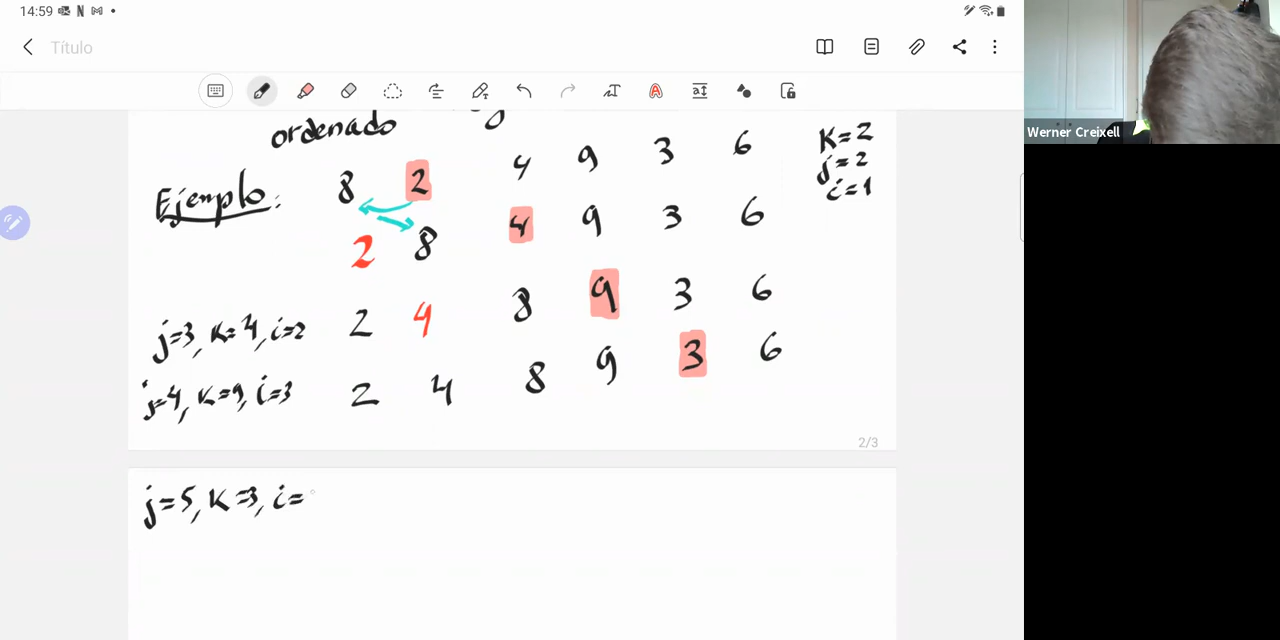 14:59
Título
ordenado
Ejemplo: 8 2 4 9 3 6
K=2
j=2
i=1
2 8 4 9 3 6
j=3, K=4, i=2 2 4 8 9 3 6
j=4, K=9, i=3 2 4 8 9 3 6
2/3
j=5, K=3, i=
Werner Creixell